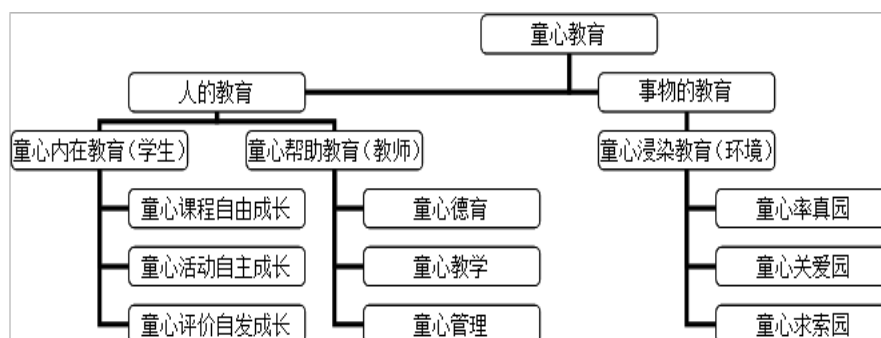 童心教育
人的教育
事物的教育
童心内在教育(学生)
童心帮助教育(教师)
童心浸染教育(环境)
童心课程自由成长
童心德育
童心率真园
童心活动自主成长
童心教学
童心关爱园
童心评价自发成长
童心管理
童心求索园